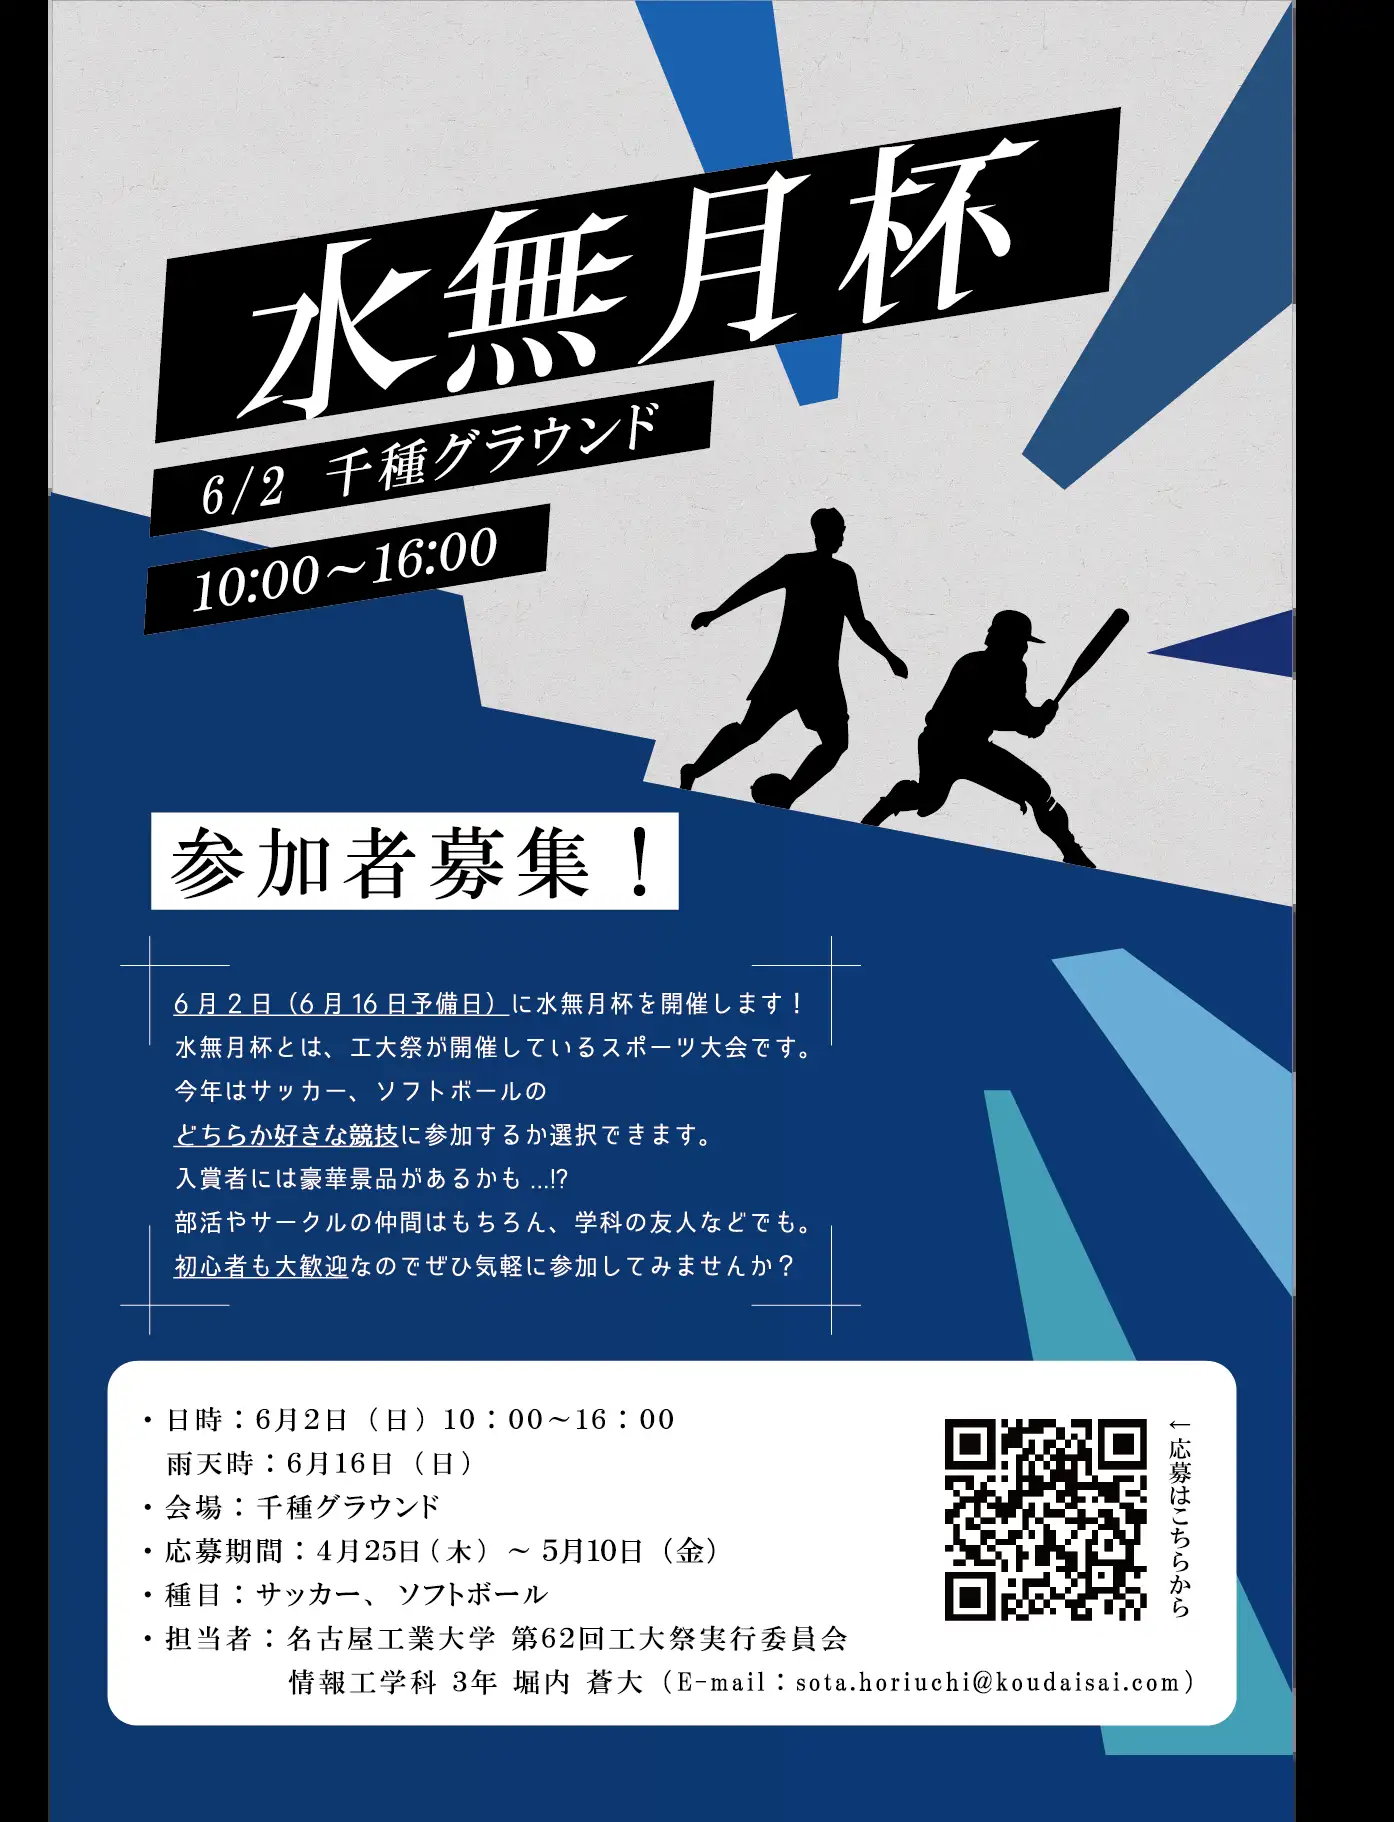 水無月杯
6/2 千種グラウンド
10:00～16:00
参加者募集！
6月2日（6月16日予備日）に水無月杯を開催します！
水無月杯とは、工大祭が開催しているスポーツ大会です。
今年はサッカー、ソフトボールの
どちらか好きな競技に参加するか選択できます。
入賞者には豪華景品があるかも...!?
部活やサークルの仲間はもちろん、学科の友人などでも。
初心者も大歓迎なのでぜひ気軽に参加してみませんか？
・日時：6月2日（日）10：00～16：00
雨天時：6月16日（日）
・会場：千種グラウンド
・応募期間：4月25日（木）～5月10日（金）
・種目：サッカー、ソフトボール
・担当者：名古屋工業大学 第62回工大祭実行委員会
情報工学科 3年 堀内 蒼大（E-mail：sota.horiuchi@koudaisai.com）
←応募はこちらから